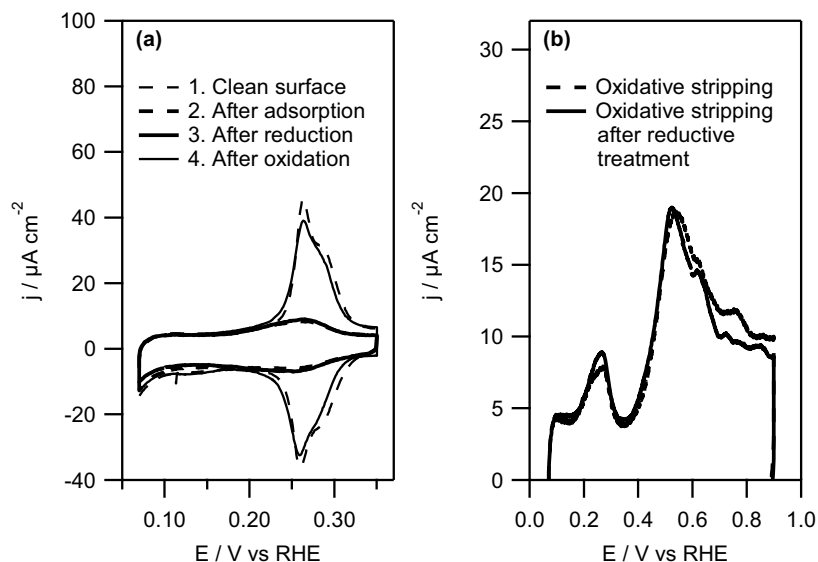 (a)
1. Clean surface
2. After adsorption
3. After reduction
4. After oxidation
100
80
60
40
20
0
-20
-40
j / µA cm⁻²
0.10
0.20
0.30
E / V vs RHE
(b)
Oxidative stripping
Oxidative stripping
after reductive
treatment
30
25
20
15
10
5
0
j / µA cm⁻²
0.0
0.2
0.4
0.6
0.8
1.0
E / V vs RHE